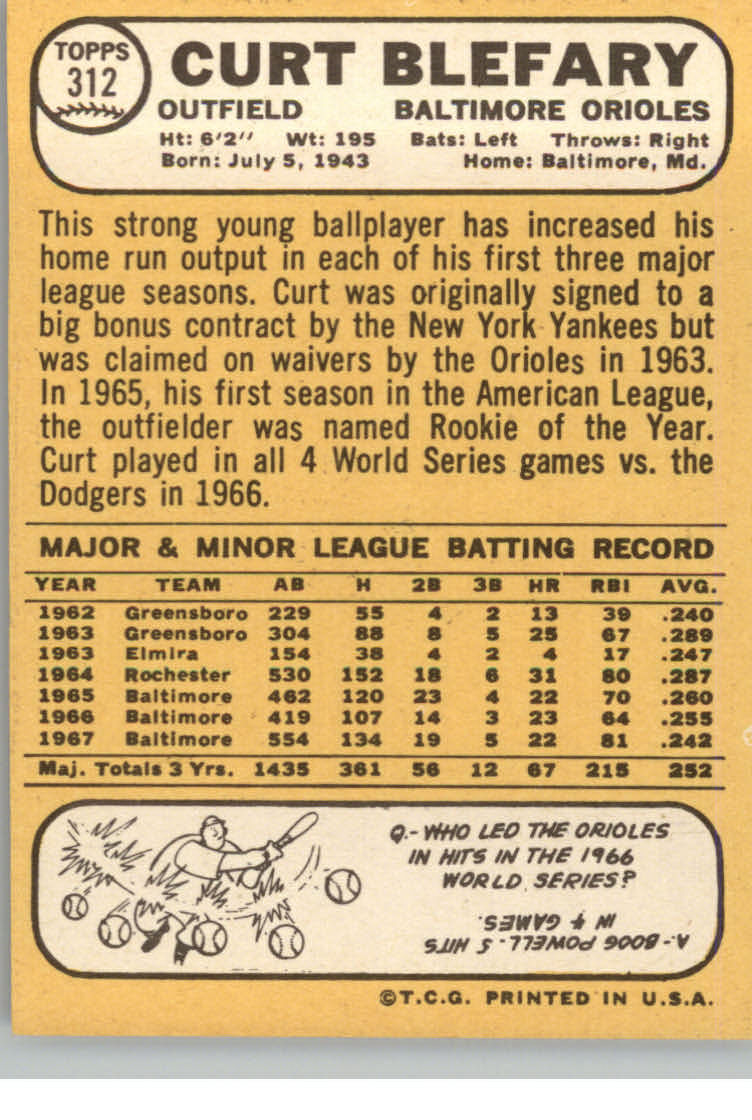 TOPPS
312
CURT BLEFARY
OUTFIELD BALTIMORE ORIOLES
Ht: 6'2" Wt: 195 Bats: Left Throws: Right
Born: July 5, 1943 Home: Baltimore, Md.
This strong young ballplayer has increased his
home run output in each of his first three major
league seasons. Curt was originally signed to a
big bonus contract by the New York Yankees but
was claimed on waivers by the Orioles in 1963.
In 1965, his first season in the American League,
the outfielder was named Rookie of the Year.
Curt played in all 4 World Series games vs. the
Dodgers in 1966.
MAJOR & MINOR LEAGUE BATTING RECORD
YEAR TEAM AB H 2B 3B HR RBI AVG.
1962 Greensboro 229 55 4 2 13 39 .240
1963 Greensboro 304 88 8 5 25 67 .289
1963 Elmira 154 38 4 2 4 17 .247
1964 Rochester 530 152 18 6 31 80 .287
1965 Baltimore 462 120 23 4 22 70 .260
1966 Baltimore 419 107 14 3 23 64 .255
1967 Baltimore 554 134 19 5 22 81 .242
Maj. Totals 3 Yrs. 1435 361 56 12 67 215 252
Q.- WHO LED THE ORIOLES
IN HITS IN THE 1966
WORLD SERIES?
A.- BOOG POWELL - 5 HITS
IN 4 GAMES.
©T.C.G. PRINTED IN U.S.A.